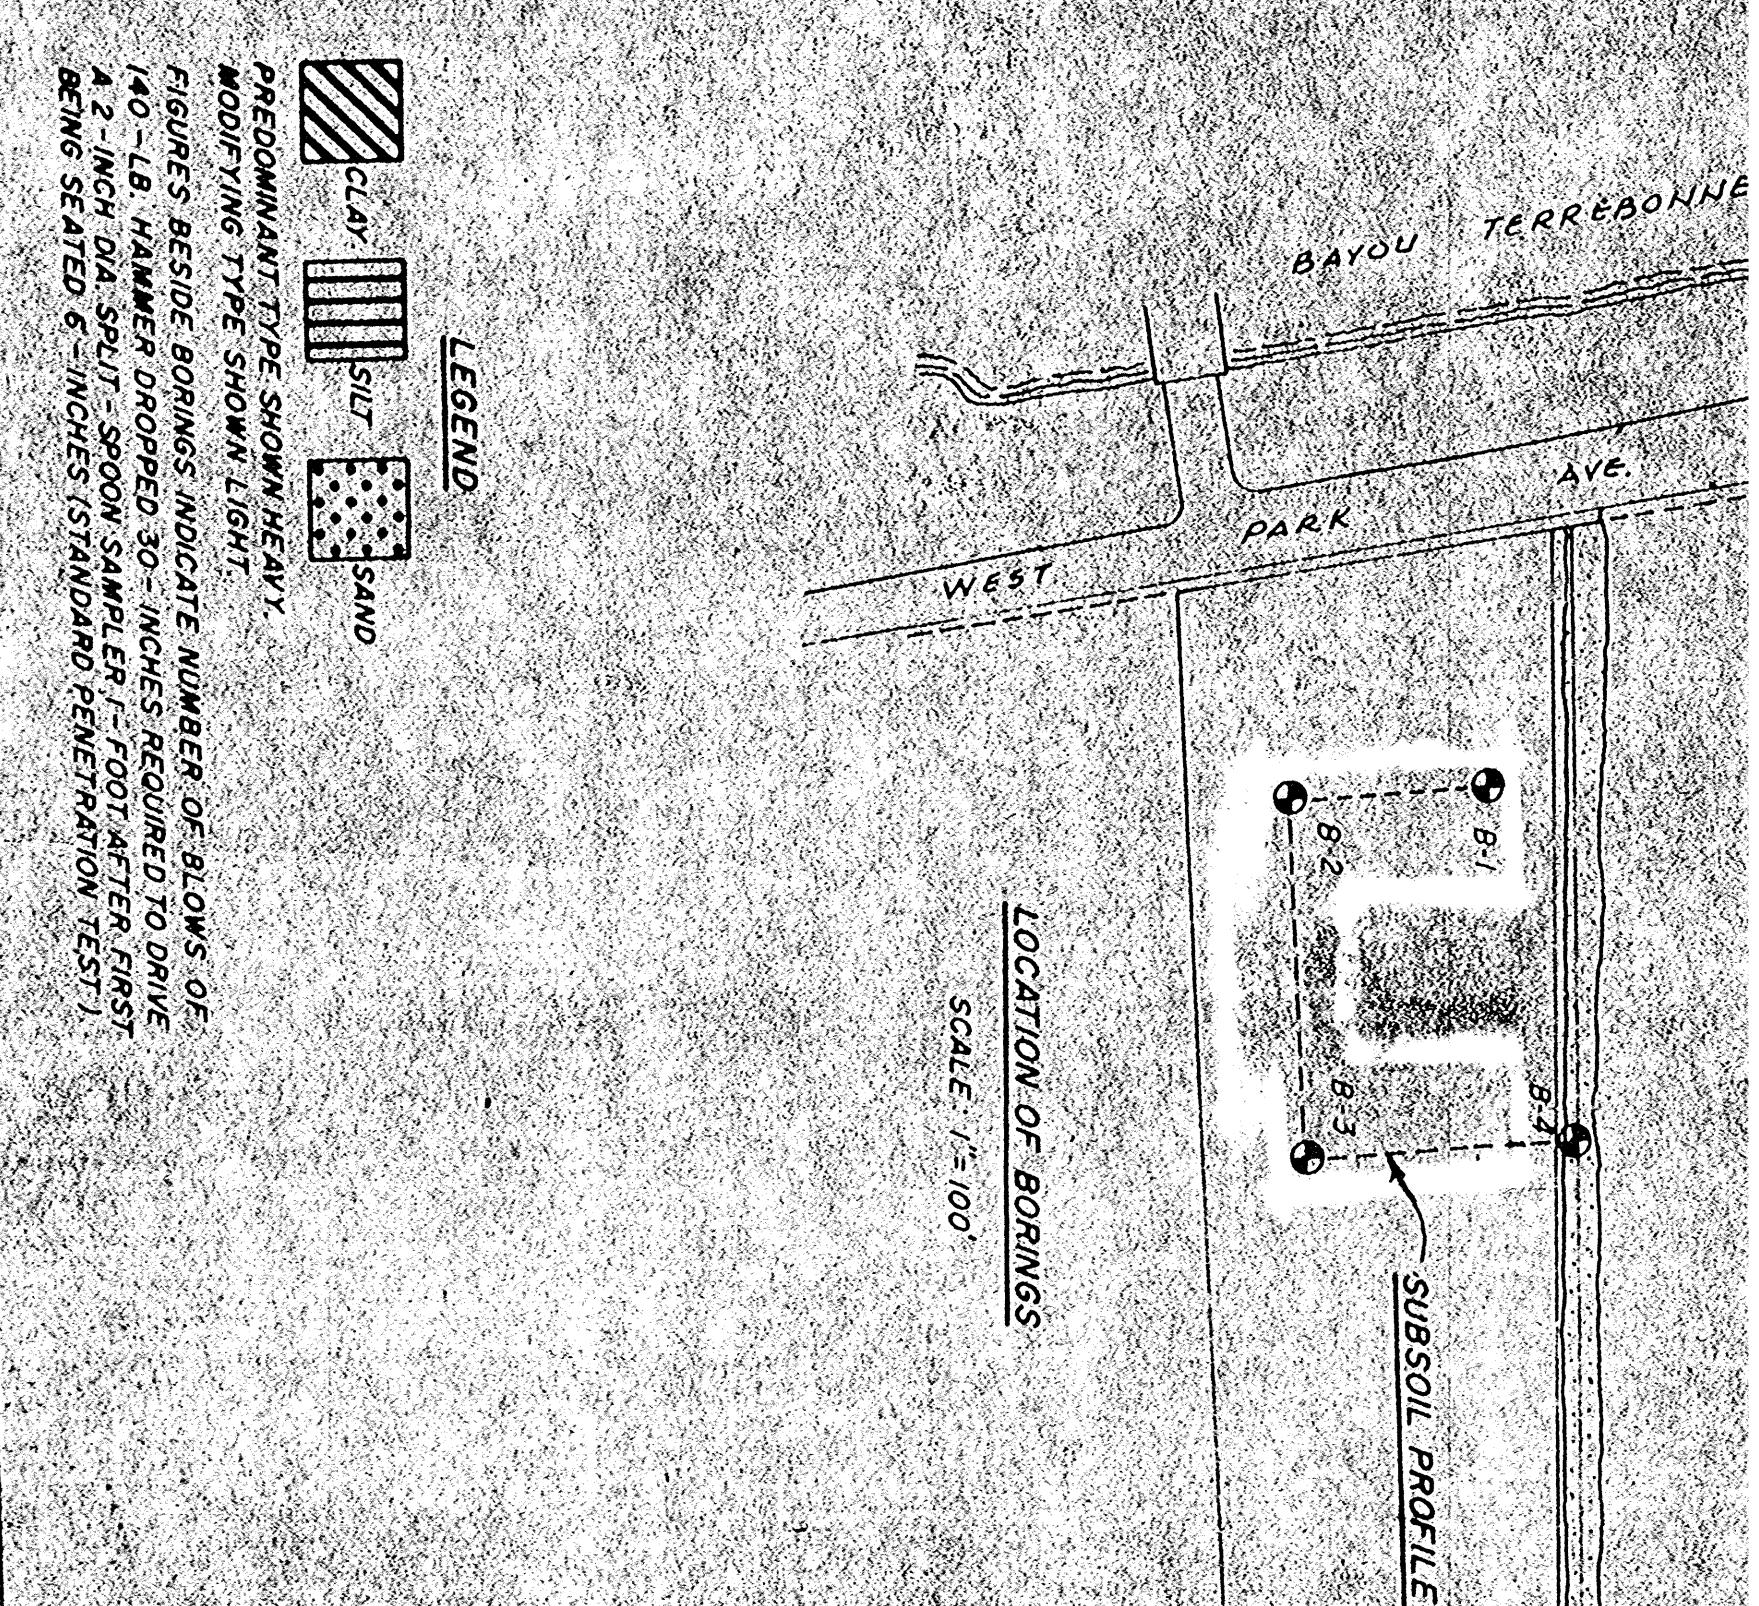 BAYOU TERREBONNE
WEST PARK AVE.
B-1
B-2
B-3
B-4
SUBSOIL PROFILE
LOCATION OF BORINGS
SCALE: 1"=100'
LEGEND
CLAY
SILT
SAND
PREDOMINANT TYPE SHOWN HEAVY.
MODIFYING TYPE SHOWN LIGHT.
FIGURES BESIDE BORINGS INDICATE NUMBER OF BLOWS OF
140-LB. HAMMER DROPPED 30-INCHES REQUIRED TO DRIVE
A 2-INCH DIA. SPLIT-SPOON SAMPLER 1-FOOT AFTER FIRST
BEING SEATED 6-INCHES (STANDARD PENETRATION TEST)